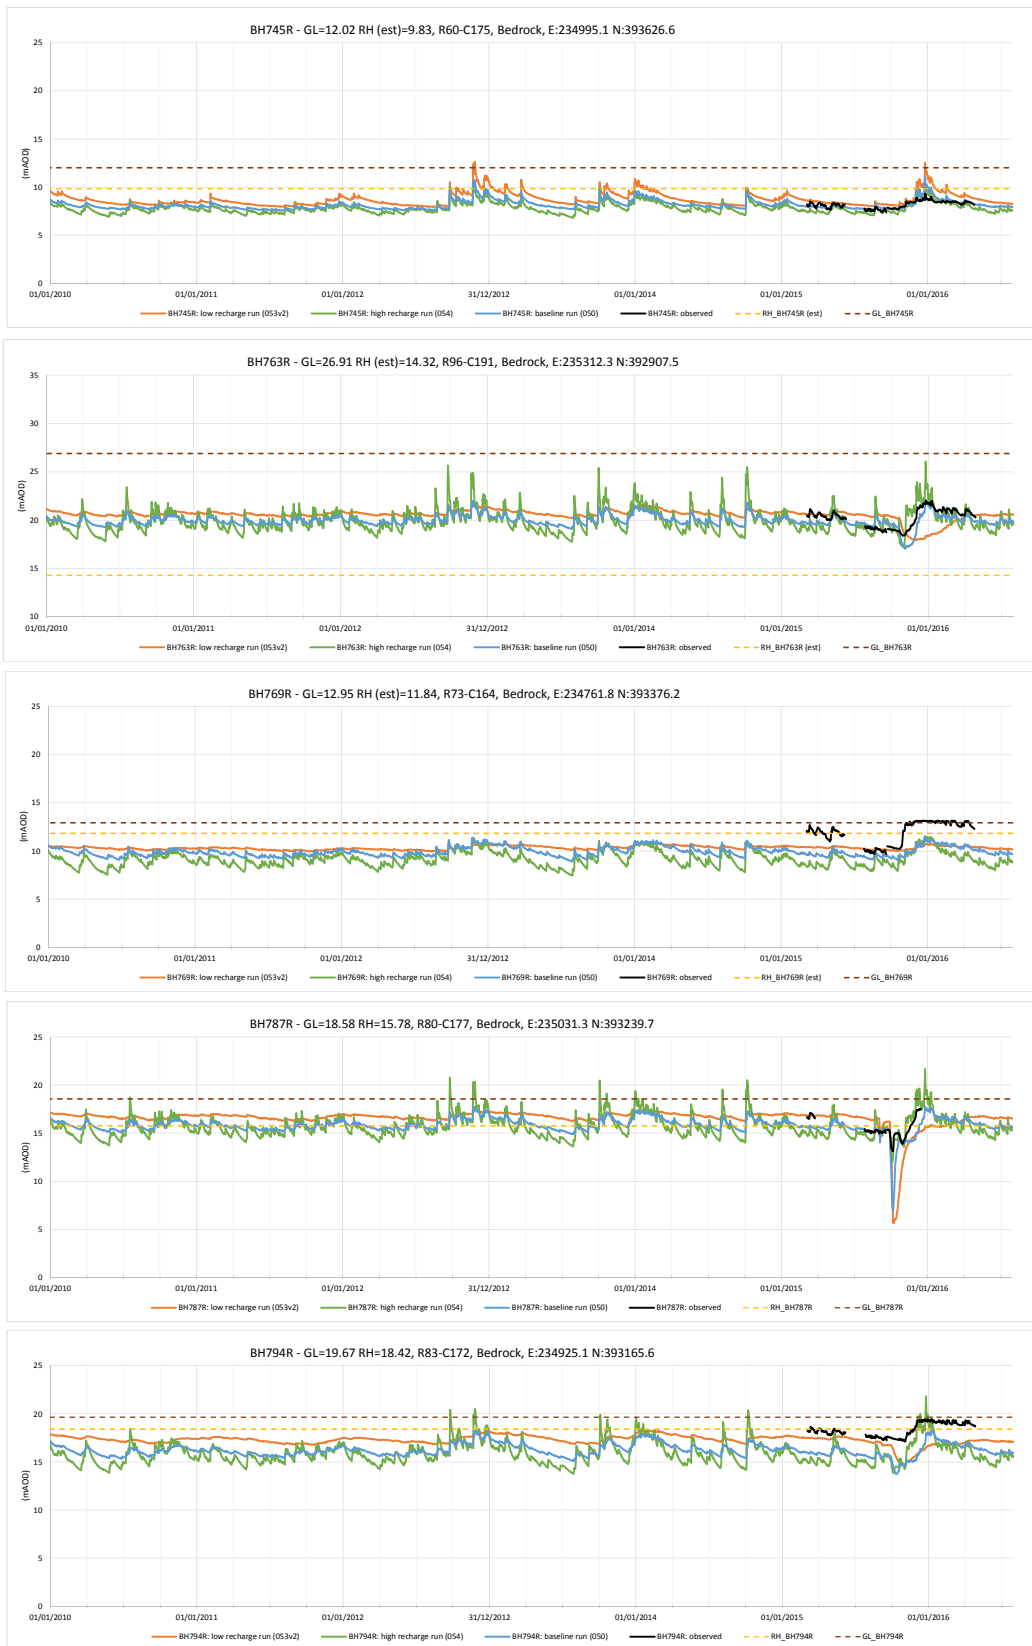 BH745R - GL=12.02 RH (est)=9.83, R60-C175, Bedrock, E:234995.1 N:393626.6
25
20
15
10
5
0
(mAOD)
01/01/2010 01/01/2011 01/01/2012 31/12/2012 01/01/2014 01/01/2015 01/01/2016
BH745R: low recharge run (053v2) BH745R: high recharge run (054) BH745R: baseline run (050) BH745R: observed RH_BH745R (est) GL_BH745R
BH763R - GL=26.91 RH (est)=14.32, R96-C191, Bedrock, E:235312.3 N:392907.5
35
30
25
20
15
10
(mAOD)
01/01/2010 01/01/2011 01/01/2012 31/12/2012 01/01/2014 01/01/2015 01/01/2016
BH763R: low recharge run (053v2) BH763R: high recharge run (054) BH763R: baseline run (050) BH763R: observed RH_BH763R (est) GL_BH763R
BH769R - GL=12.95 RH (est)=11.84, R73-C164, Bedrock, E:234761.8 N:393376.2
25
20
15
10
5
0
(mAOD)
01/01/2010 01/01/2011 01/01/2012 31/12/2012 01/01/2014 01/01/2015 01/01/2016
BH769R: low recharge run (053v2) BH769R: high recharge run (054) BH769R: baseline run (050) BH769R: observed RH_BH769R (est) GL_BH769R
BH787R - GL=18.58 RH=15.78, R80-C177, Bedrock, E:235031.3 N:393239.7
25
20
15
10
5
0
(mAOD)
01/01/2010 01/01/2011 01/01/2012 31/12/2012 01/01/2014 01/01/2015 01/01/2016
BH787R: low recharge run (053v2) BH787R: high recharge run (054) BH787R: baseline run (050) BH787R: observed RH_BH787R GL_BH787R
BH794R - GL=19.67 RH=18.42, R83-C172, Bedrock, E:234925.1 N:393165.6
25
20
15
10
5
0
(mAOD)
01/01/2010 01/01/2011 01/01/2012 31/12/2012 01/01/2014 01/01/2015 01/01/2016
BH794R: low recharge run (053v2) BH794R: high recharge run (054) BH794R: baseline run (050) BH794R: observed RH_BH794R GL_BH794R